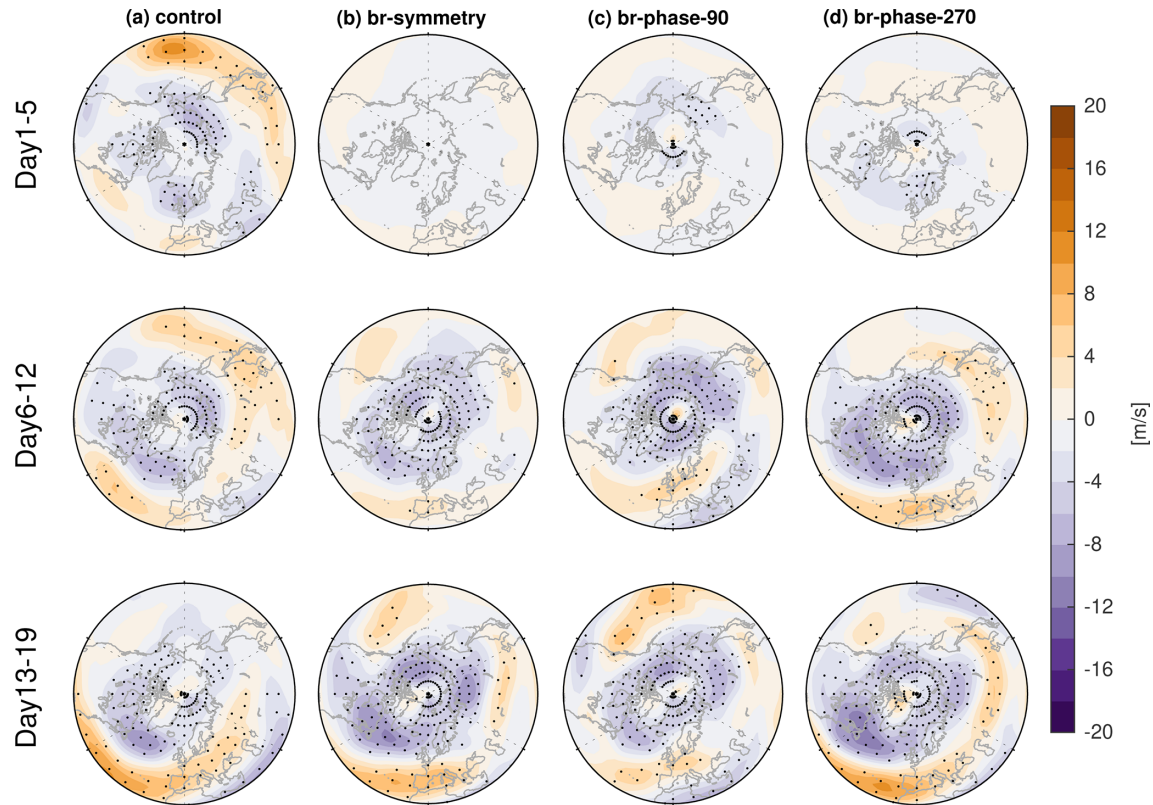 (a) control (b) br-symmetry (c) br-phase-90 (d) br-phase-270
Day1-5
Day6-12
Day13-19
20
16
12
8
4
0
-4
-8
-12
-16
-20
[m/s]